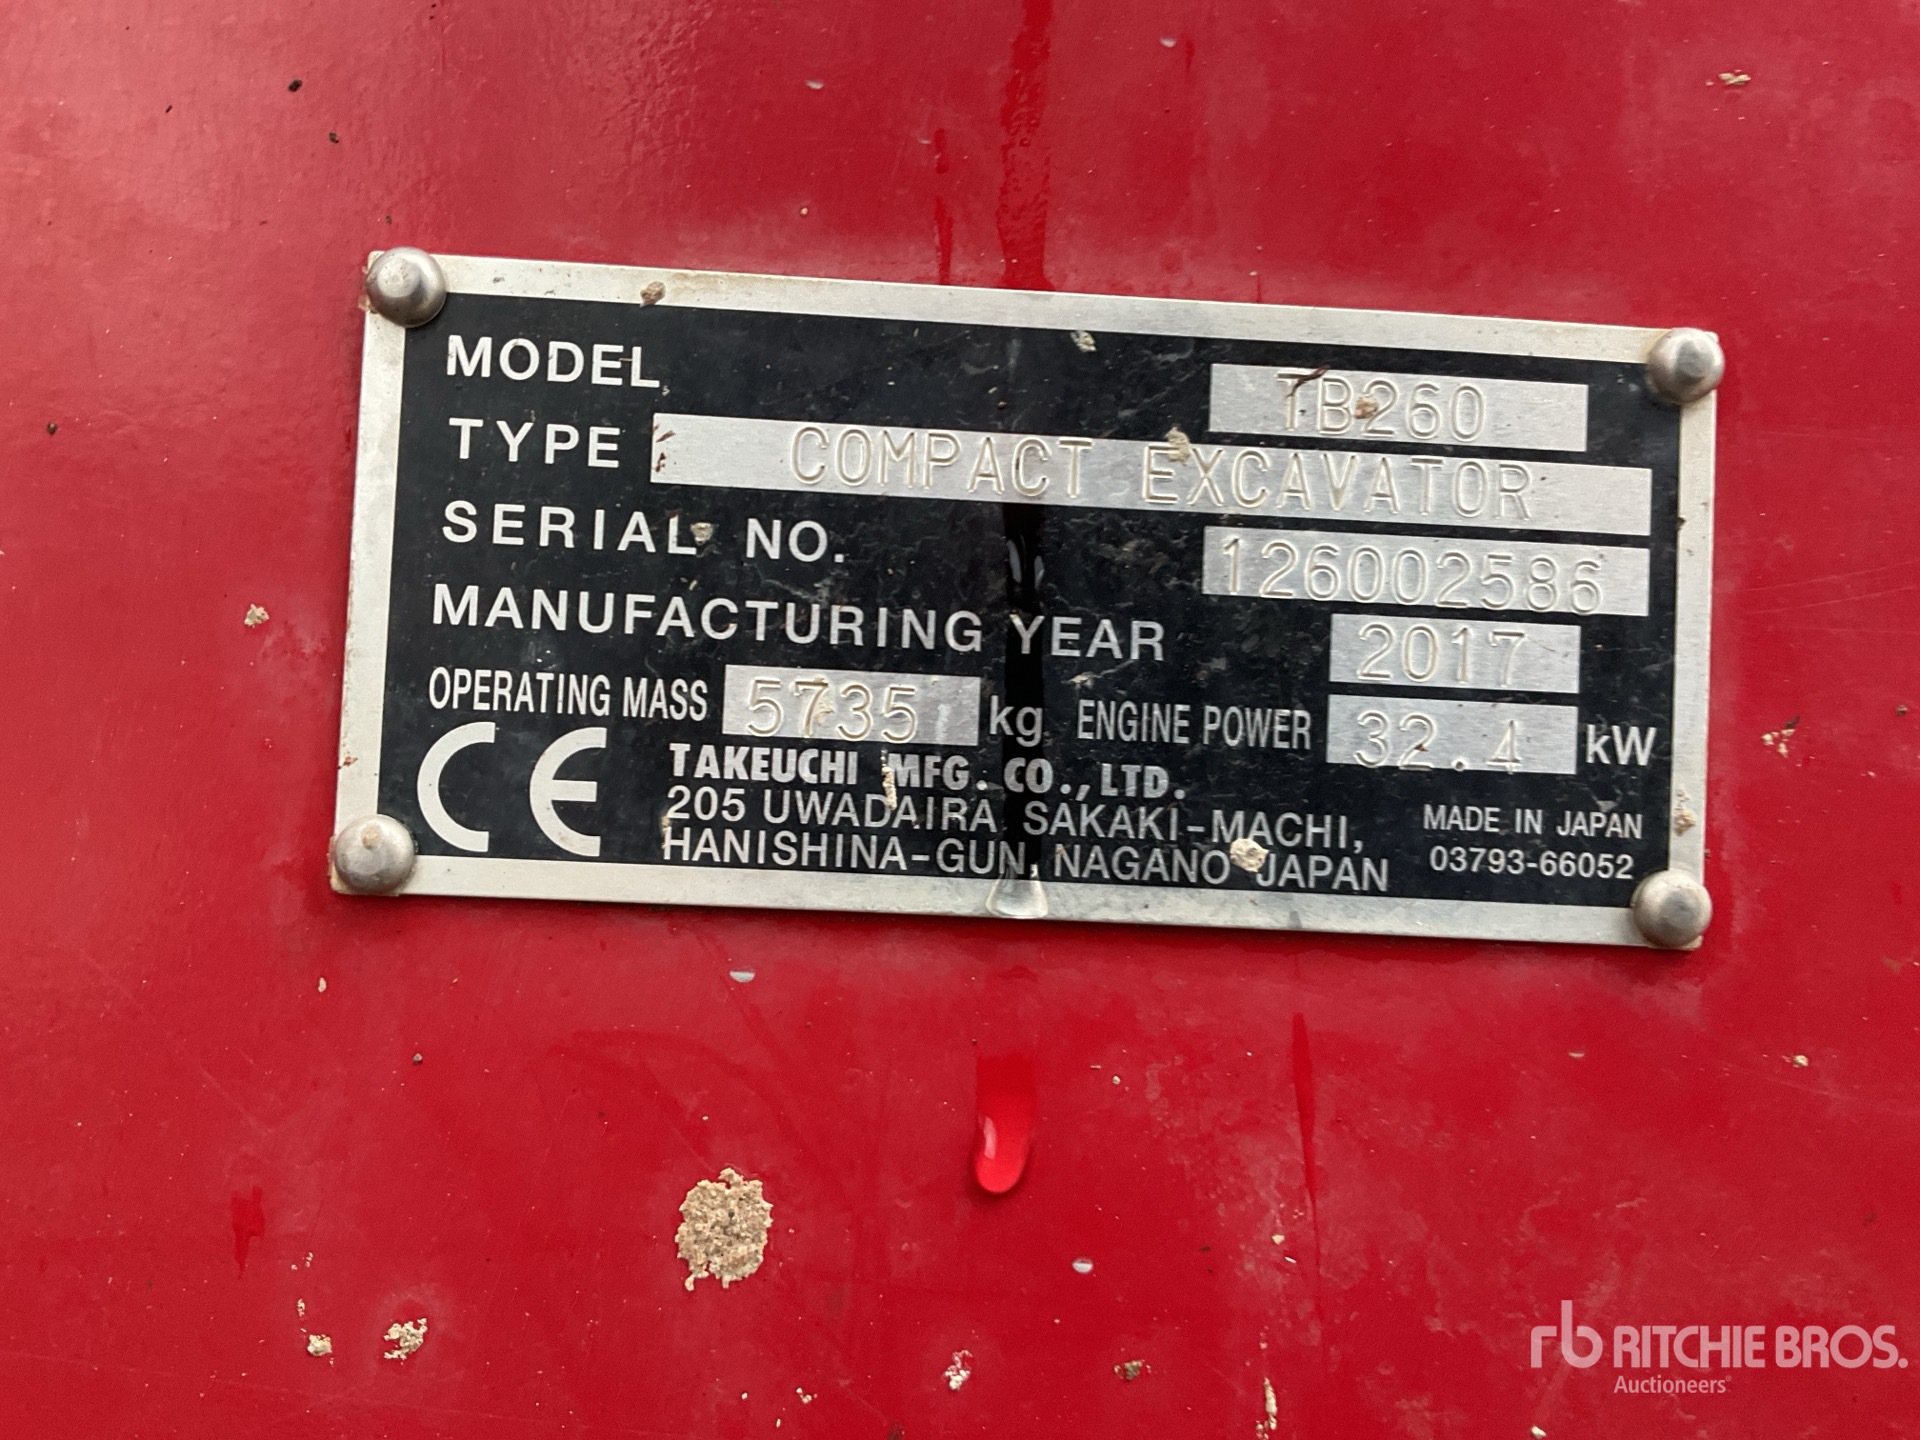 MODEL TB260
TYPE COMPACT EXCAVATOR
SERIAL NO. 126002586
MANUFACTURING YEAR 2017
OPERATING MASS 5735 kg ENGINE POWER 32.4 kW
CE
TAKEUCHI MFG. CO., LTD.
205 UWADAIRA SAKAKI-MACHI,
HANISHINA-GUN, NAGANO JAPAN
MADE IN JAPAN
03793-66052
rb RITCHIE BROS.
Auctioneers